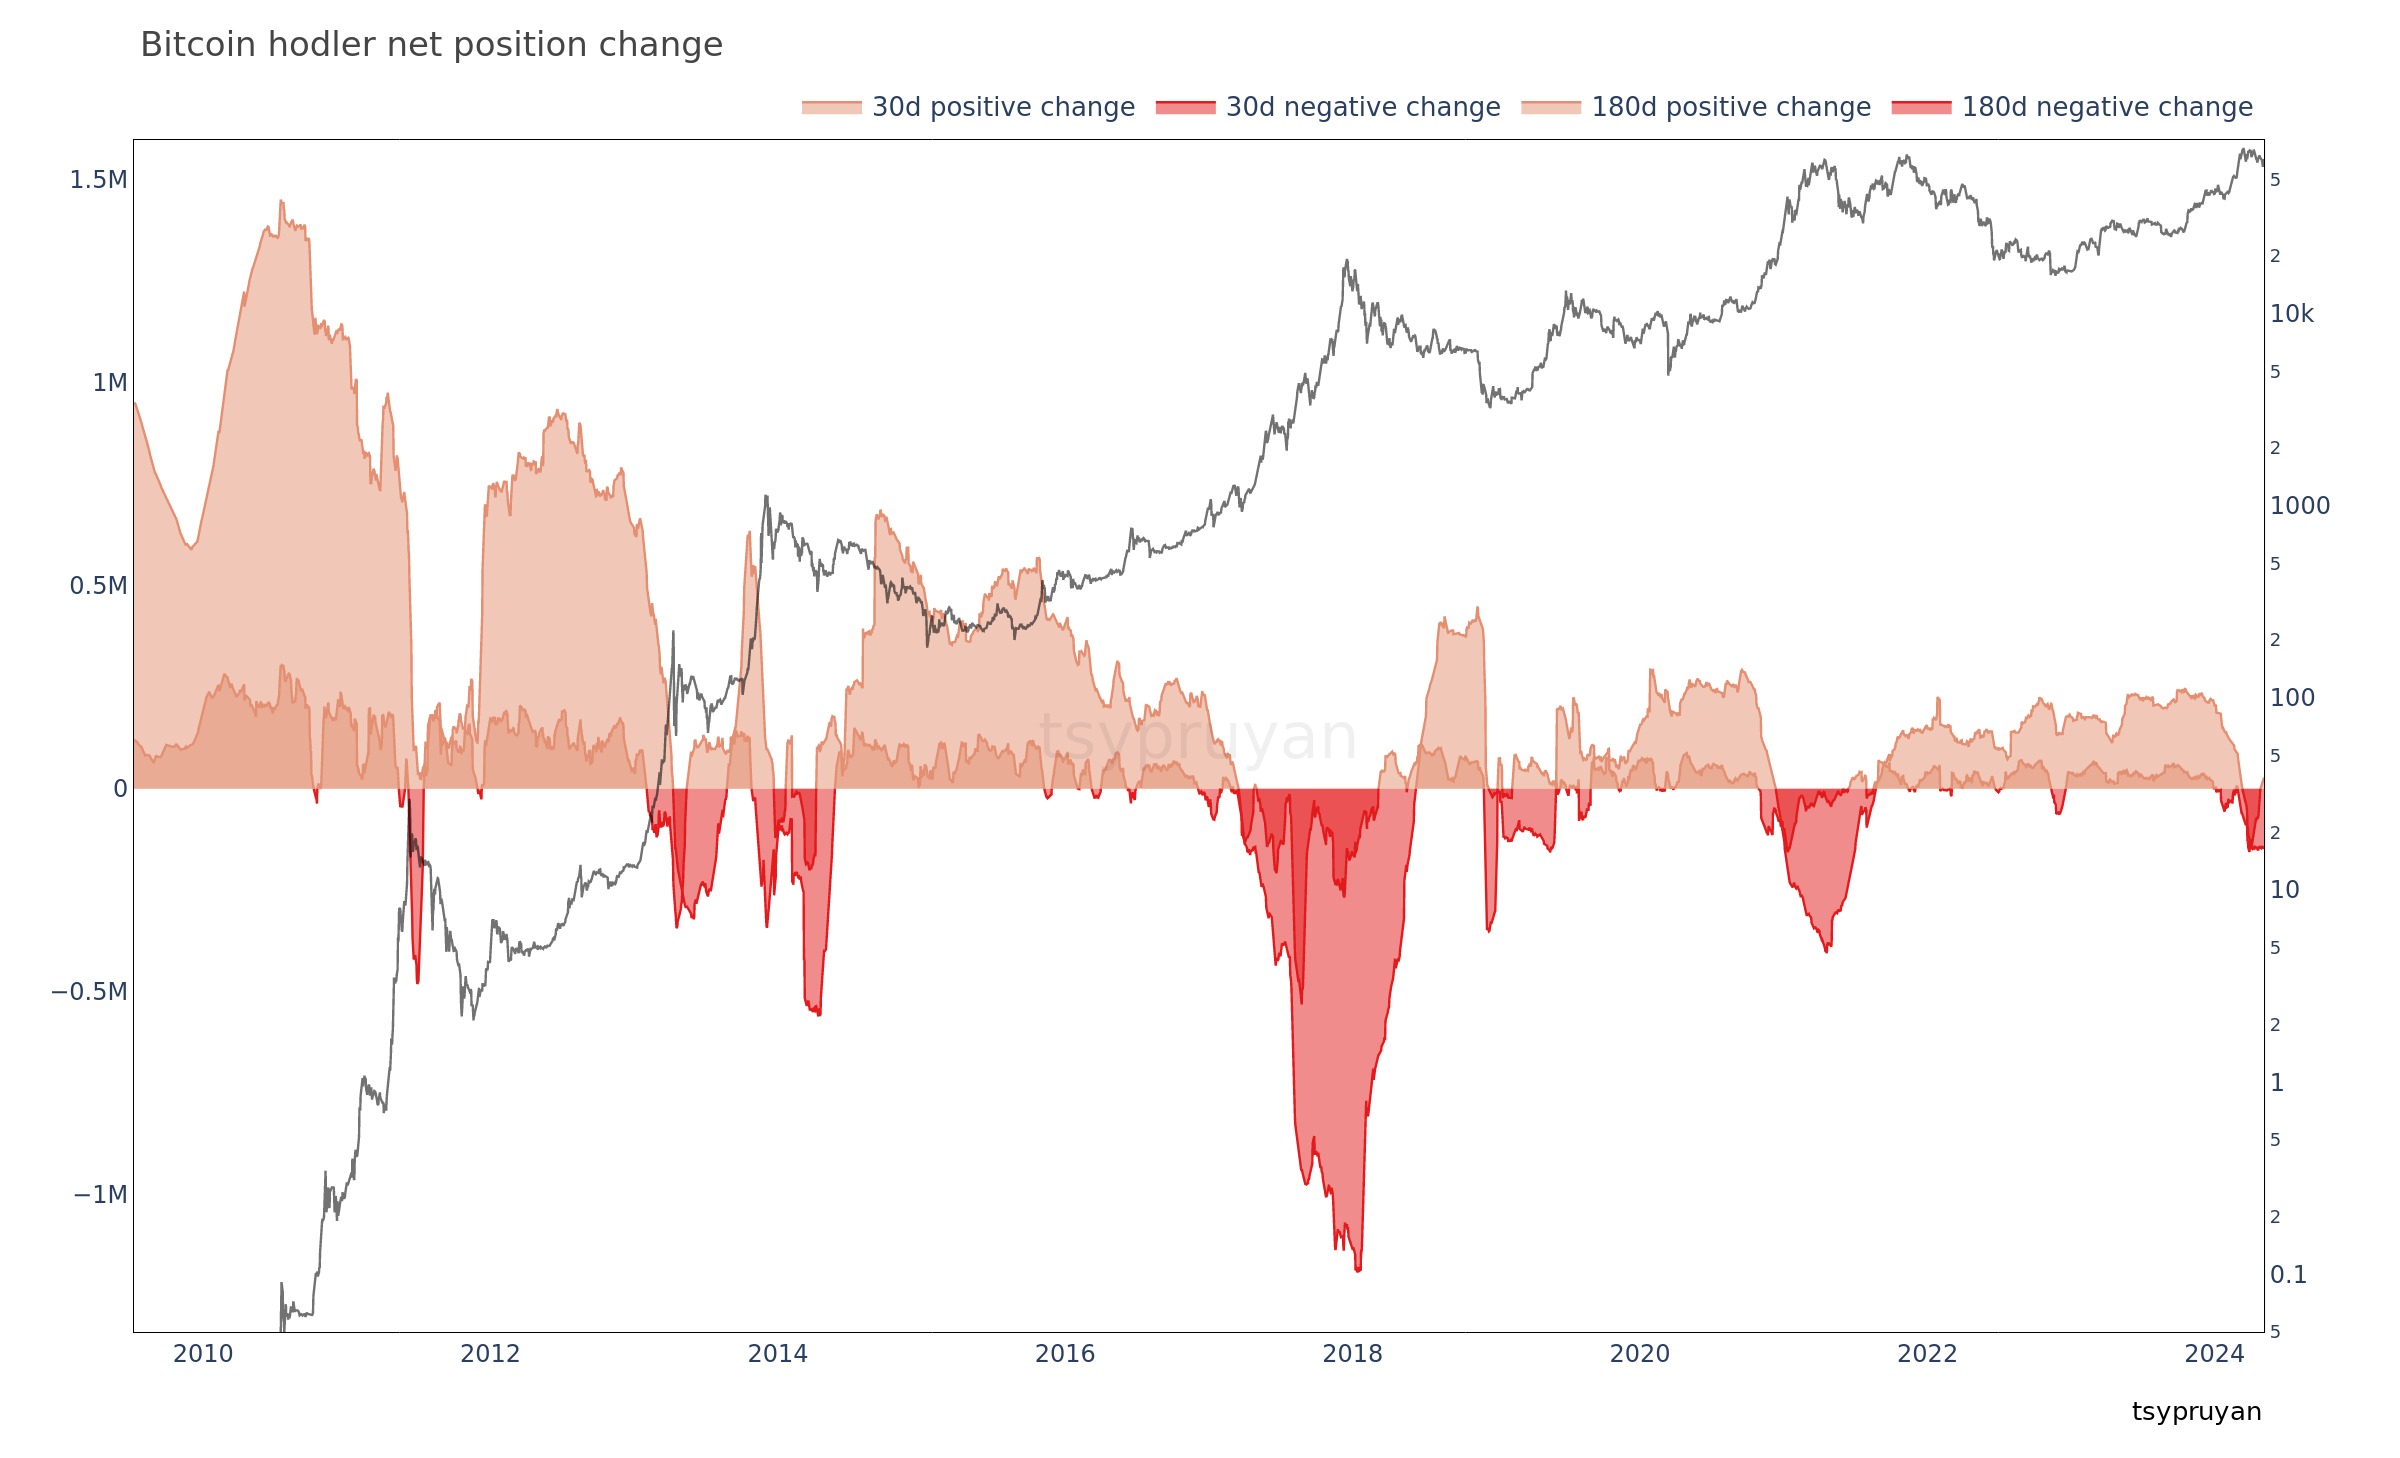 Bitcoin hodler net position change
30d positive change 30d negative change 180d positive change 180d negative change
1.5M
1M
0.5M
0
−0.5M
−1M
5
2
10k
5
2
1000
5
2
100
5
2
10
5
2
1
5
2
0.1
5
tsypruyan
2010 2012 2014 2016 2018 2020 2022 2024
tsypruyan